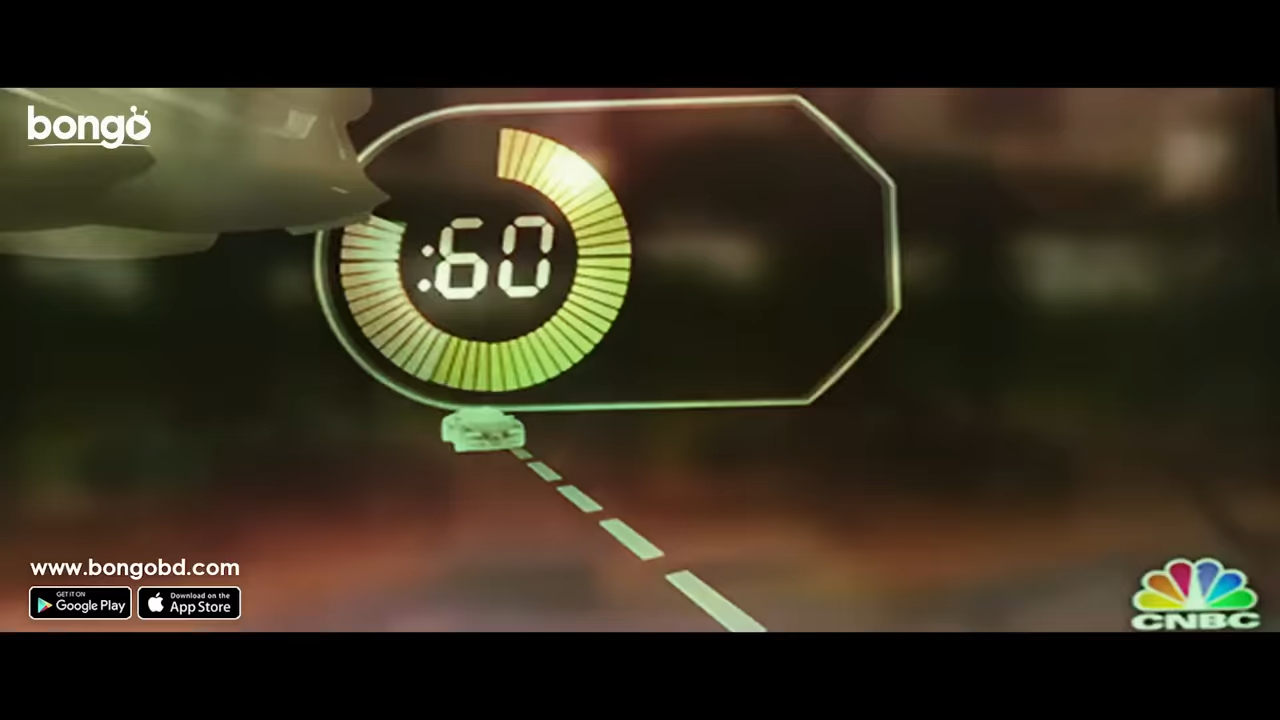 bongo
:60
www.bongobd.com
GET IT ON
Google Play
Download on the
App Store
CNBC